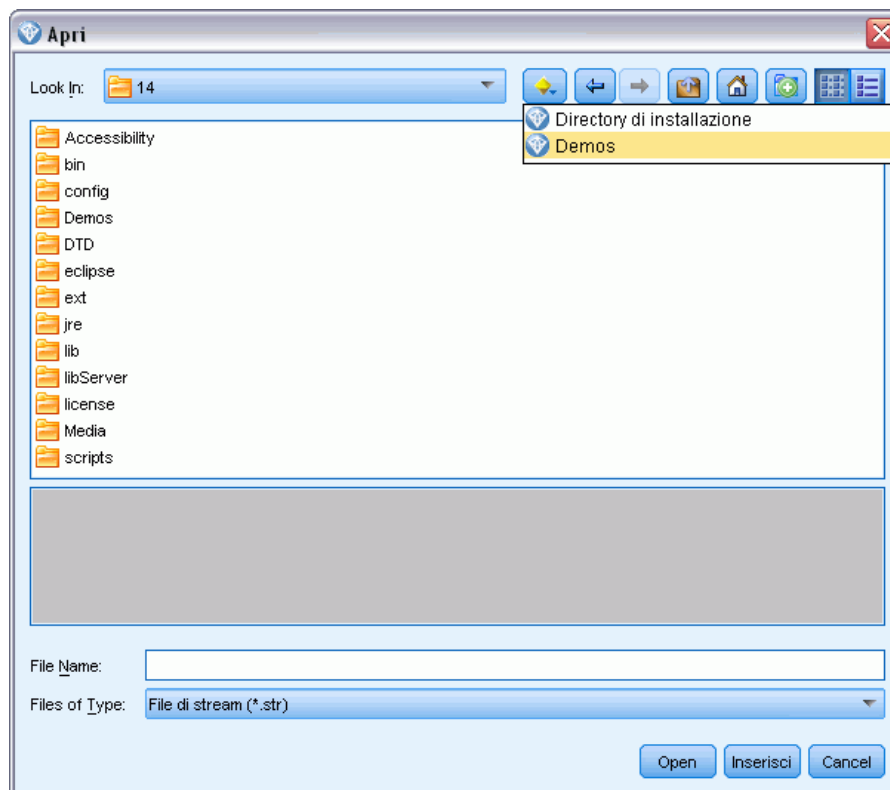 Apri
Look In: 14
Directory di installazione
Demos
Accessibility
bin
config
Demos
DTD
eclipse
ext
jre
lib
libServer
license
Media
scripts
File Name:
Files of Type: File di stream (*.str)
Open Inserisci Cancel